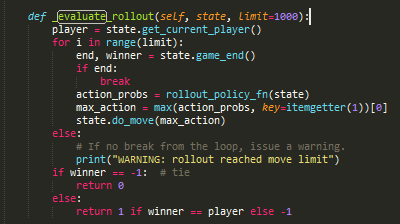 def _evaluate_rollout(self, state, limit=1000):
    player = state.get_current_player()
    for i in range(limit):
        end, winner = state.game_end()
        if end:
            break
        action_probs = rollout_policy_fn(state)
        max_action = max(action_probs, key=itemgetter(1))[0]
        state.do_move(max_action)
    else:
        # If no break from the loop, issue a warning.
        print("WARNING: rollout reached move limit")
    if winner == -1:  # tie
        return 0
    else:
        return 1 if winner == player else -1